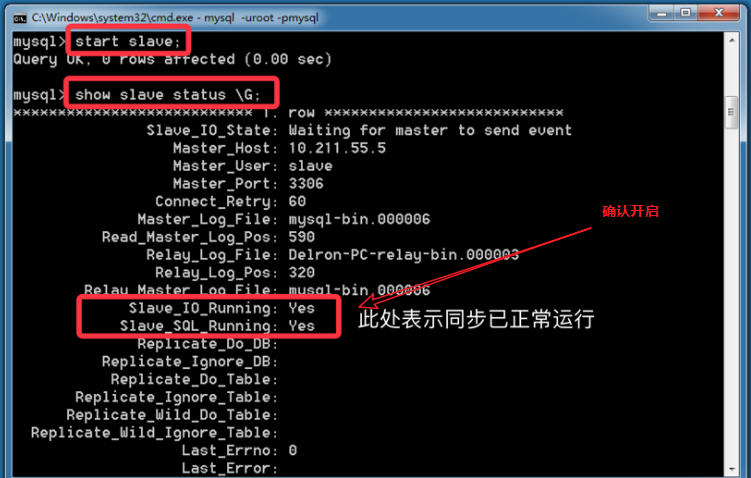 C:\Windows\system32\cmd.exe - mysql  -uroot -pmysql
mysql> start slave;
Query OK, 0 rows affected (0.00 sec)
mysql> show slave status \G;
*************************** 1. row ***************************
Slave_IO_State: Waiting for master to send event
Master_Host: 10.211.55.5
Master_User: slave
Master_Port: 3306
Connect_Retry: 60
Master_Log_File: mysql-bin.000006
确认开启
Read_Master_Log_Pos: 590
Relay_Log_File: Delron-PC-relay-bin.000003
Relay_Log_Pos: 320
Relay_Master_Log_File: mysql-bin.000006
Slave_IO_Running: Yes
Slave_SQL_Running: Yes
此处表示同步已正常运行
Replicate_Do_DB:
Replicate_Ignore_DB:
Replicate_Do_Table:
Replicate_Ignore_Table:
Replicate_Wild_Do_Table:
Replicate_Wild_Ignore_Table:
Last_Errno: 0
Last_Error: